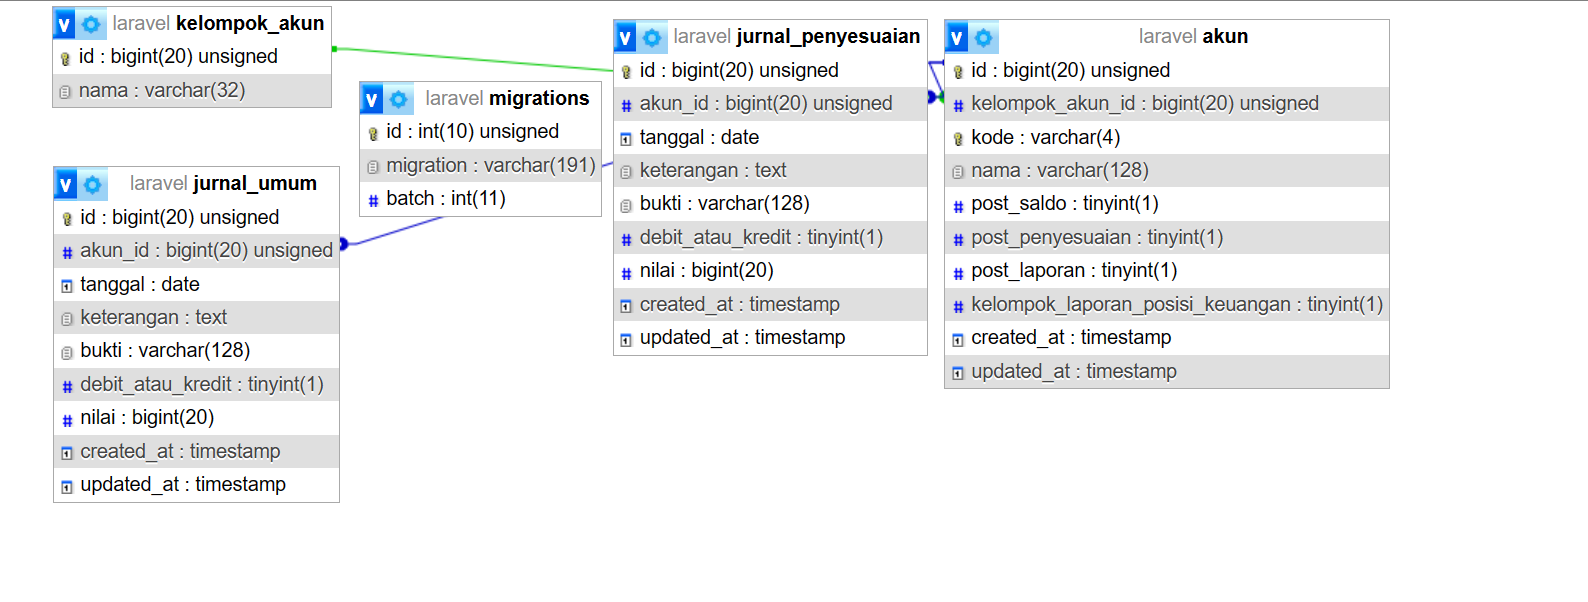 laravel kelompok_akun
id : bigint(20) unsigned
nama : varchar(32)
laravel jurnal_umum
id : bigint(20) unsigned
akun_id : bigint(20) unsigned
tanggal : date
keterangan : text
bukti : varchar(128)
debit_atau_kredit : tinyint(1)
nilai : bigint(20)
created_at : timestamp
updated_at : timestamp
laravel migrations
id : int(10) unsigned
migration : varchar(191)
batch : int(11)
laravel jurnal_penyesuaian
id : bigint(20) unsigned
akun_id : bigint(20) unsigned
tanggal : date
keterangan : text
bukti : varchar(128)
debit_atau_kredit : tinyint(1)
nilai : bigint(20)
created_at : timestamp
updated_at : timestamp
laravel akun
id : bigint(20) unsigned
kelompok_akun_id : bigint(20) unsigned
kode : varchar(4)
nama : varchar(128)
post_saldo : tinyint(1)
post_penyesuaian : tinyint(1)
post_laporan : tinyint(1)
kelompok_laporan_posisi_keuangan : tinyint(1)
created_at : timestamp
updated_at : timestamp